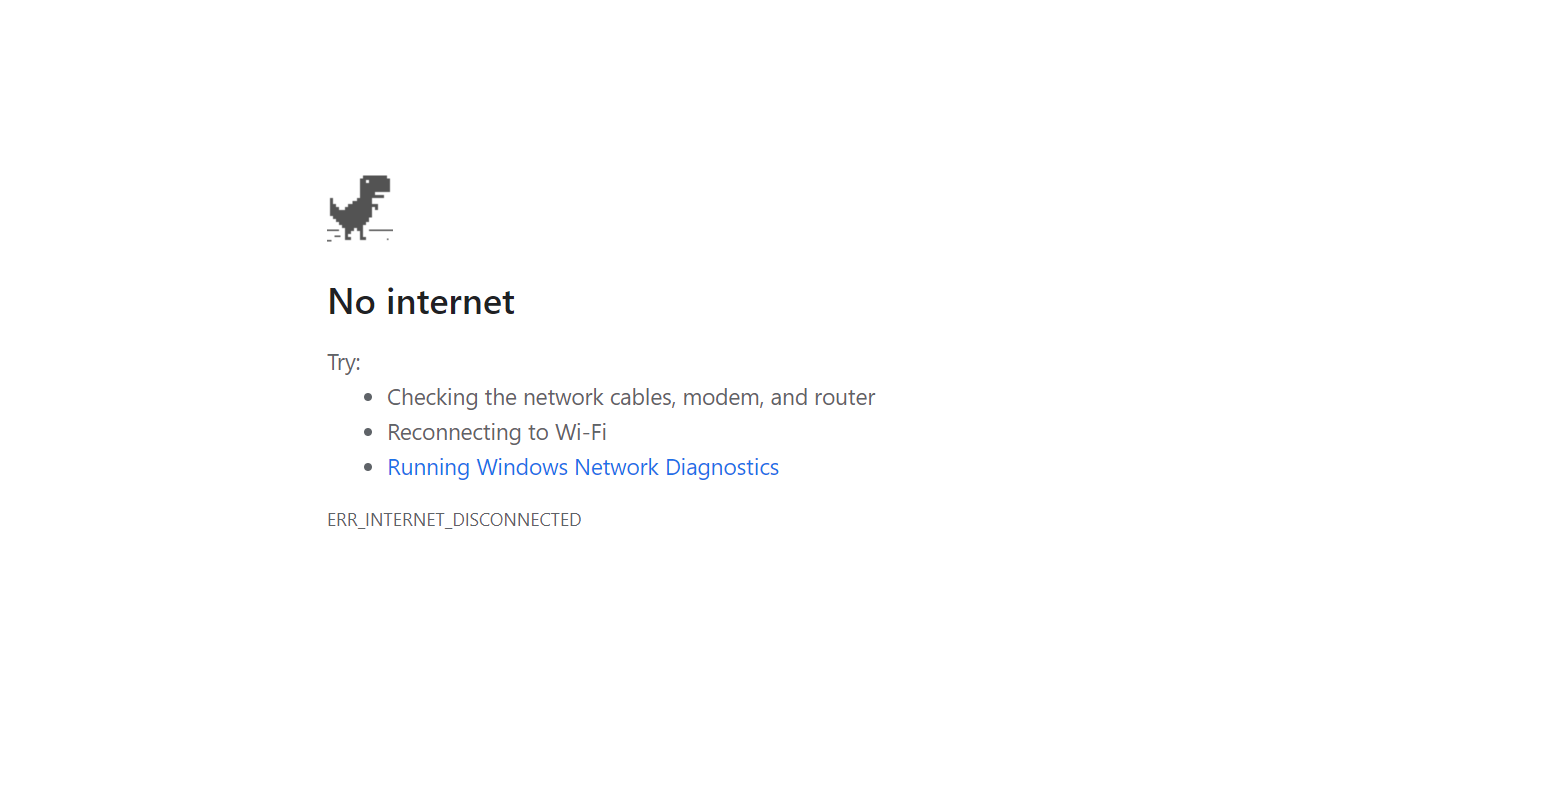 No internet
Try:
Checking the network cables, modem, and router
Reconnecting to Wi-Fi
Running Windows Network Diagnostics
ERR_INTERNET_DISCONNECTED